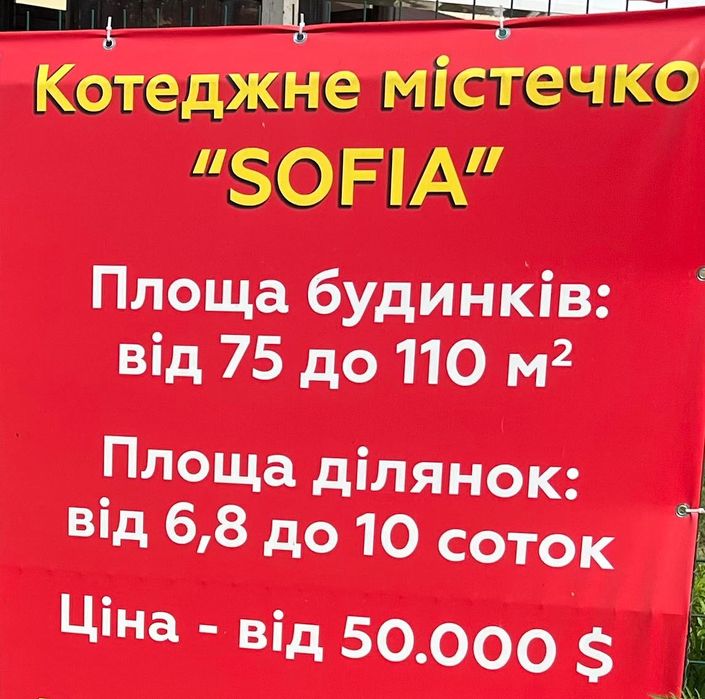 Котеджне містечко
“SOFIA”
Площа будинків:
від 75 до 110 м²
Площа ділянок:
від 6,8 до 10 соток
Ціна - від 50.000 $